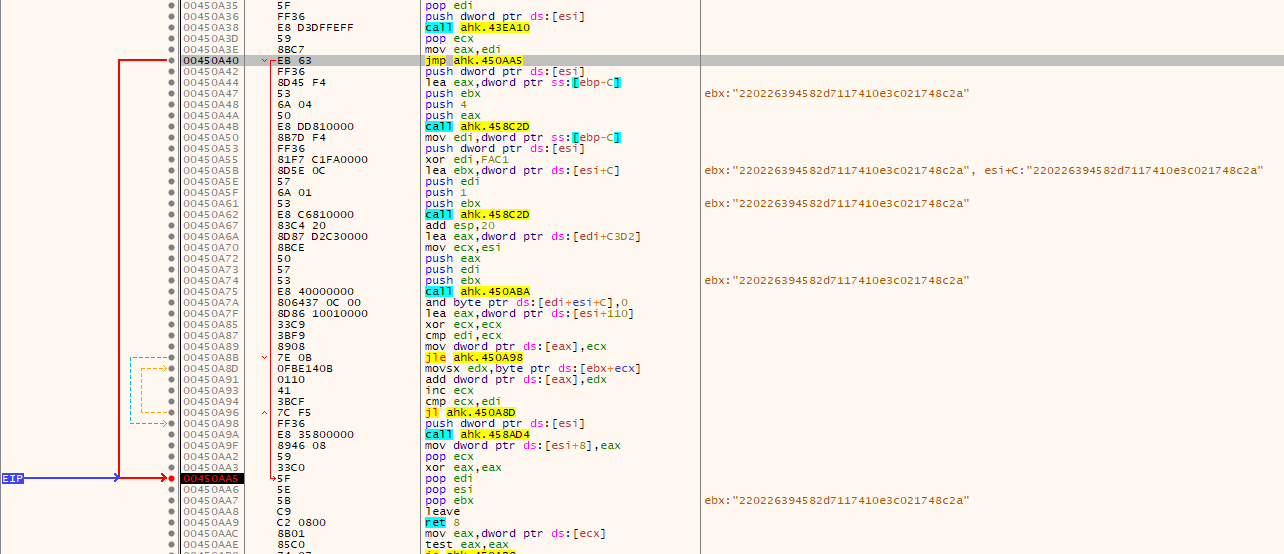 00450A35 5F pop edi
00450A36 FF36 push dword ptr ds:[esi]
00450A38 E8 D3DFFEFF call ahk.43EA10
00450A3D 59 pop ecx
00450A3E 8BC7 mov eax,edi
00450A40 EB 63 jmp ahk.450AA5
00450A42 FF36 push dword ptr ds:[esi]
00450A44 8D45 F4 lea eax,dword ptr ss:[ebp-C]
00450A47 53 push ebx ebx:"220226394582d7117410e3c021748c2a"
00450A48 6A 04 push 4
00450A4A 50 push eax
00450A4B E8 DD810000 call ahk.458C2D
00450A50 8B7D F4 mov edi,dword ptr ss:[ebp-C]
00450A53 FF36 push dword ptr ds:[esi]
00450A55 81F7 C1FA0000 xor edi,FAC1
00450A5B 8D5E 0C lea ebx,dword ptr ds:[esi+C] ebx:"220226394582d7117410e3c021748c2a", esi+C:"220226394582d7117410e3c021748c2a"
00450A5E 57 push edi
00450A5F 6A 01 push 1
00450A61 53 push ebx ebx:"220226394582d7117410e3c021748c2a"
00450A62 E8 C6810000 call ahk.458C2D
00450A67 83C4 20 add esp,20
00450A6A 8D87 D2C30000 lea eax,dword ptr ds:[edi+C3D2]
00450A70 8BCE mov ecx,esi
00450A72 50 push eax
00450A73 57 push edi
00450A74 53 push ebx ebx:"220226394582d7117410e3c021748c2a"
00450A75 E8 40000000 call ahk.450ABA
00450A7A 806437 0C 00 and byte ptr ds:[edi+esi+C],0
00450A7F 8D86 10010000 lea eax,dword ptr ds:[esi+110]
00450A85 33C9 xor ecx,ecx
00450A87 3BF9 cmp edi,ecx
00450A89 8908 mov dword ptr ds:[eax],ecx
00450A8B 7E 0B jle ahk.450A98
00450A8D 0FBE140B movsx edx,byte ptr ds:[ebx+ecx]
00450A91 0110 add dword ptr ds:[eax],edx
00450A93 41 inc ecx
00450A94 3BCF cmp ecx,edi
00450A96 7C F5 jl ahk.450A8D
00450A98 FF36 push dword ptr ds:[esi]
00450A9A E8 35800000 call ahk.458AD4
00450A9F 8946 08 mov dword ptr ds:[esi+8],eax
00450AA2 59 pop ecx
00450AA3 33C0 xor eax,eax
EIP 00450AA5 5F pop edi
00450AA6 5E pop esi
00450AA7 5B pop ebx ebx:"220226394582d7117410e3c021748c2a"
00450AA8 C9 leave
00450AA9 C2 0800 ret 8
00450AAC 8B01 mov eax,dword ptr ds:[ecx]
00450AAE 85C0 test eax,eax